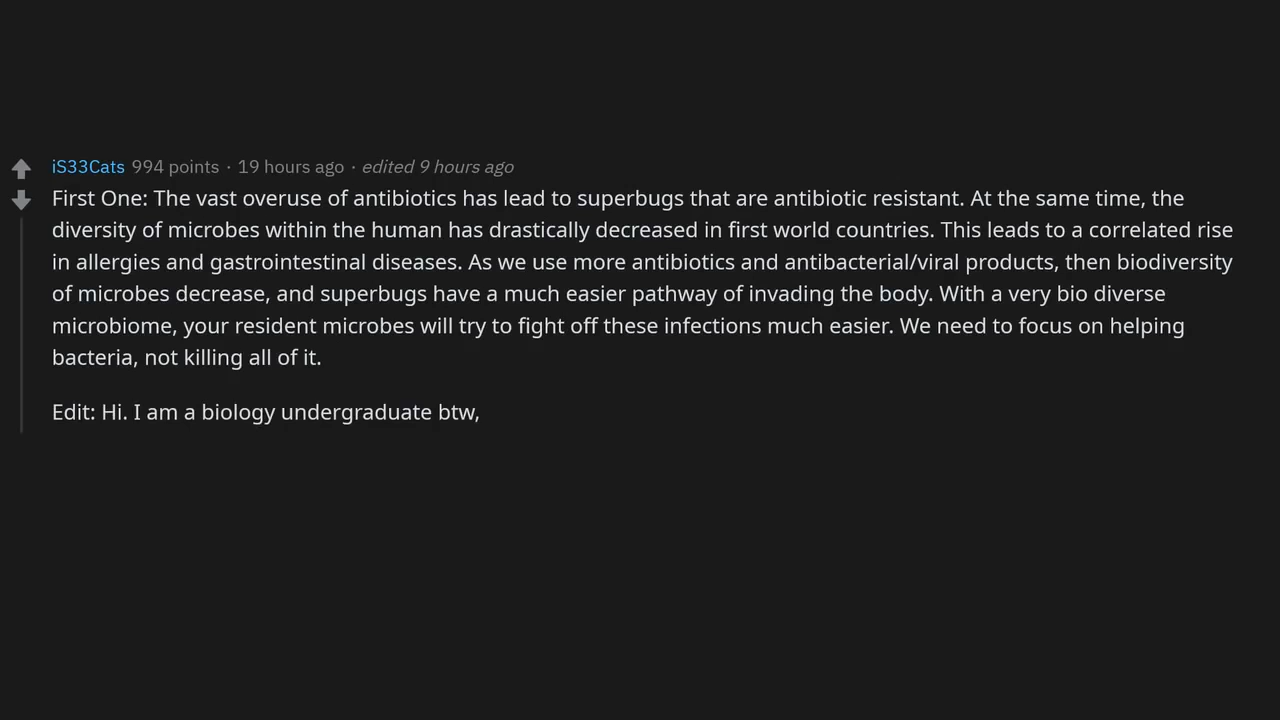 iS33Cats 994 points · 19 hours ago · edited 9 hours ago
First One: The vast overuse of antibiotics has lead to superbugs that are antibiotic resistant. At the same time, the
diversity of microbes within the human has drastically decreased in first world countries. This leads to a correlated rise
in allergies and gastrointestinal diseases. As we use more antibiotics and antibacterial/viral products, then biodiversity
of microbes decrease, and superbugs have a much easier pathway of invading the body. With a very bio diverse
microbiome, your resident microbes will try to fight off these infections much easier. We need to focus on helping
bacteria, not killing all of it.
Edit: Hi. I am a biology undergraduate btw,